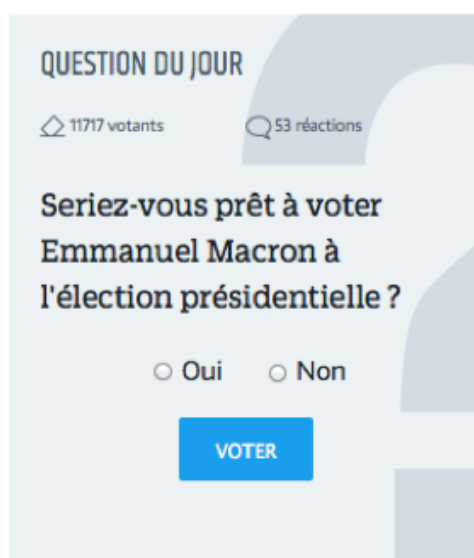 QUESTION DU JOUR
11717 votants 53 réactions
Seriez-vous prêt à voter
Emmanuel Macron à
l'élection présidentielle ?
Oui Non
VOTER